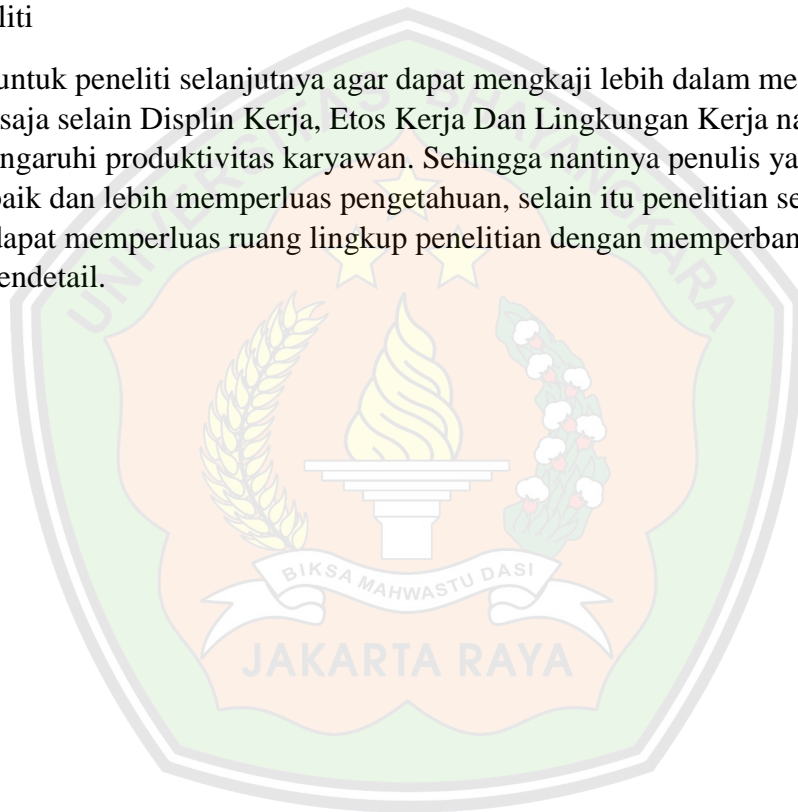 liti
untuk peneliti selanjutnya agar dapat mengkaji lebih dalam me
saja selain Displin Kerja, Etos Kerja Dan Lingkungan Kerja na
ngaruhi produktivitas karyawan. Sehingga nantinya penulis ya
baik dan lebih memperluas pengetahuan, selain itu penelitian se
dapat memperluas ruang lingkup penelitian dengan memperban
endetail.
UNIVERSITAS BHAYANGKARA
BIKSA MAHWASTU DASI
JAKARTA RAYA